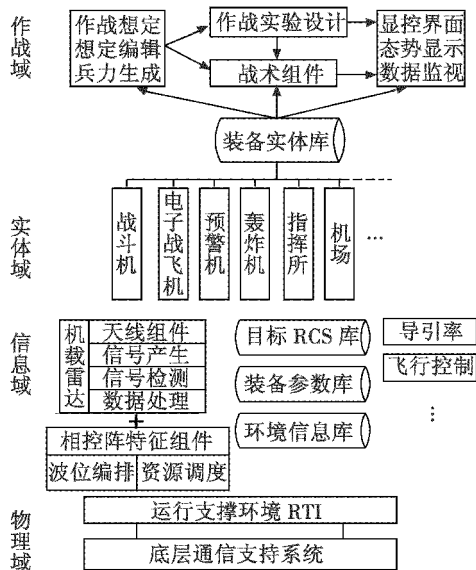 作战域
作战想定
想定编辑
兵力生成
作战实验设计
战术组件
显控界面
态势显示
数据监视
装备实体库
实体域
战斗机
电子战飞机
预警机
轰炸机
指挥所
机场
…
信息域
机载雷达
天线组件
信号产生
信号检测
数据处理
+
相控阵特征组件
波位编排
资源调度
目标 RCS 库
装备参数库
环境信息库
导引率
飞行控制
⋮
物理域
运行支撑环境 RTI
底层通信支持系统